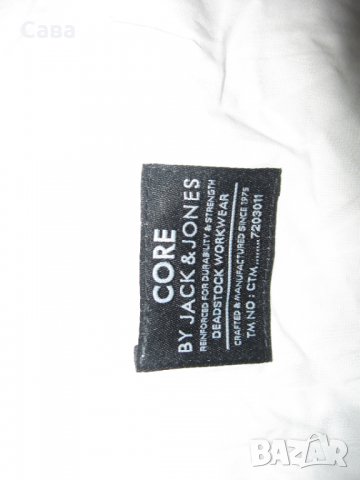 Сава
CORE
BY JACK & JONES
REINFORCED FOR DURABILITY & STRENGTH
DEADSTOCK WORKWEAR
CRAFTED & MANUFACTURED SINCE 1975
TM NO : CTM..........7203011
BAZAR